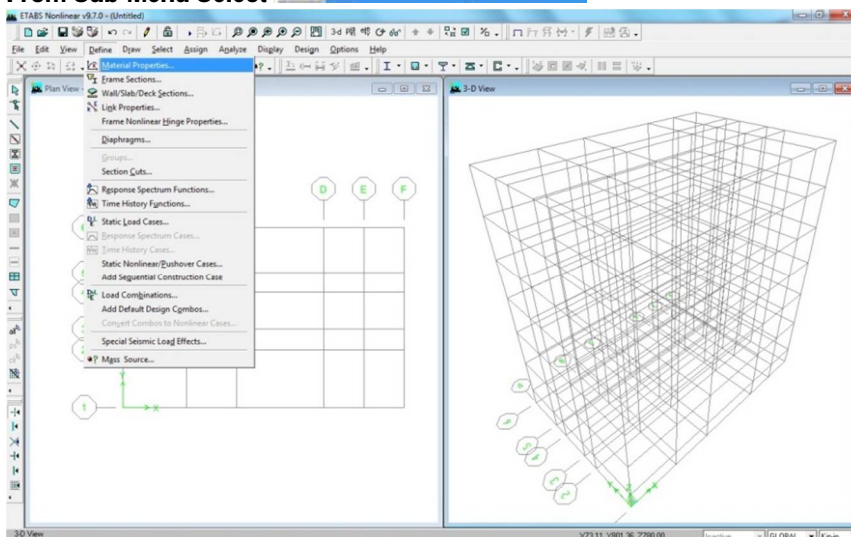 From Sub Menu Select
ETABS Nonlinear v9.7.0 - (Untitled)
File Edit View Define Draw Select Assign Analyze Display Design Options Help
Plan View
3-D View
Material Properties...
Frame Sections...
Wall/Slab/Deck Sections...
Link Properties...
Frame Nonlinear Hinge Properties...
Diaphragms...
Groups...
Section Cuts...
Response Spectrum Functions...
Time History Functions...
Static Load Cases...
Response Spectrum Cases...
Time History Cases...
Static Nonlinear/Pushover Cases...
Add Sequential Construction Case
Load Combinations...
Add Default Design Combos...
Convert Combos to Nonlinear Cases...
Special Seismic Load Effects...
Mass Source...
D E F
1
Y
X
Z
Y X
3-D View
GLOBAL
Kip-in